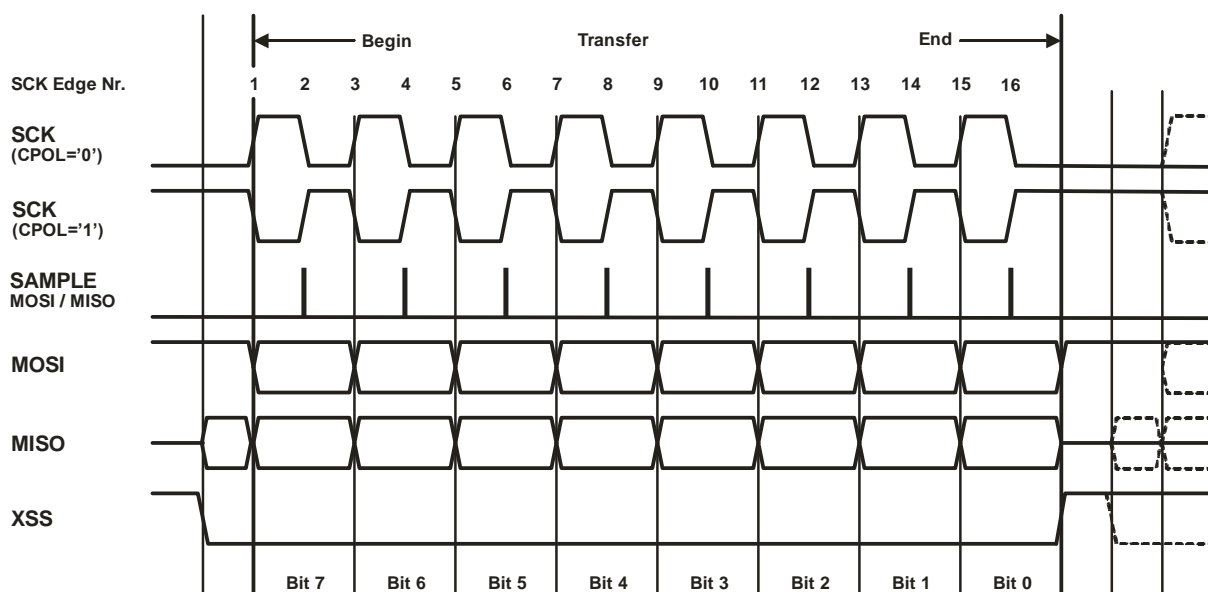 Begin Transfer End
SCK Edge Nr. 1 2 3 4 5 6 7 8 9 10 11 12 13 14 15 16
SCK
(CPOL='0')
SCK
(CPOL='1')
SAMPLE
MOSI / MISO
MOSI
MISO
XSS
Bit 7 Bit 6 Bit 5 Bit 4 Bit 3 Bit 2 Bit 1 Bit 0